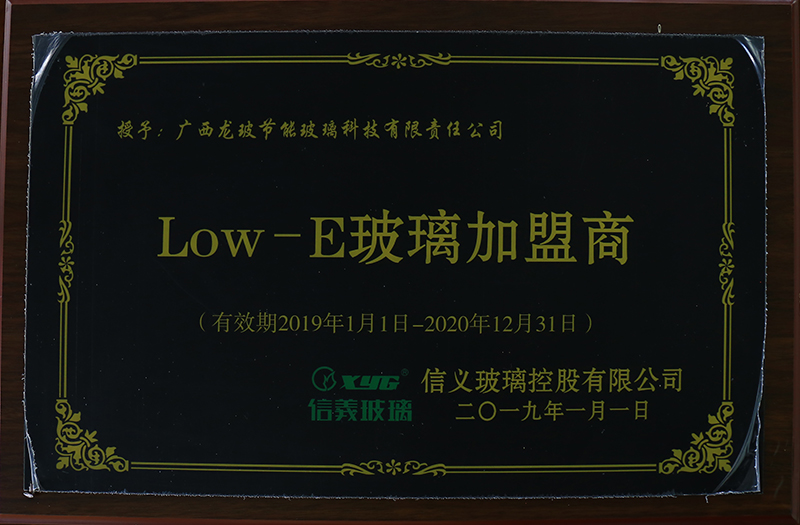 授予：广西龙玻节能玻璃科技有限责任公司
Low-E玻璃加盟商
（有效期2019年1月1日-2020年12月31日）
XYG®
信義玻璃
信义玻璃控股有限公司
二〇一九年一月一日